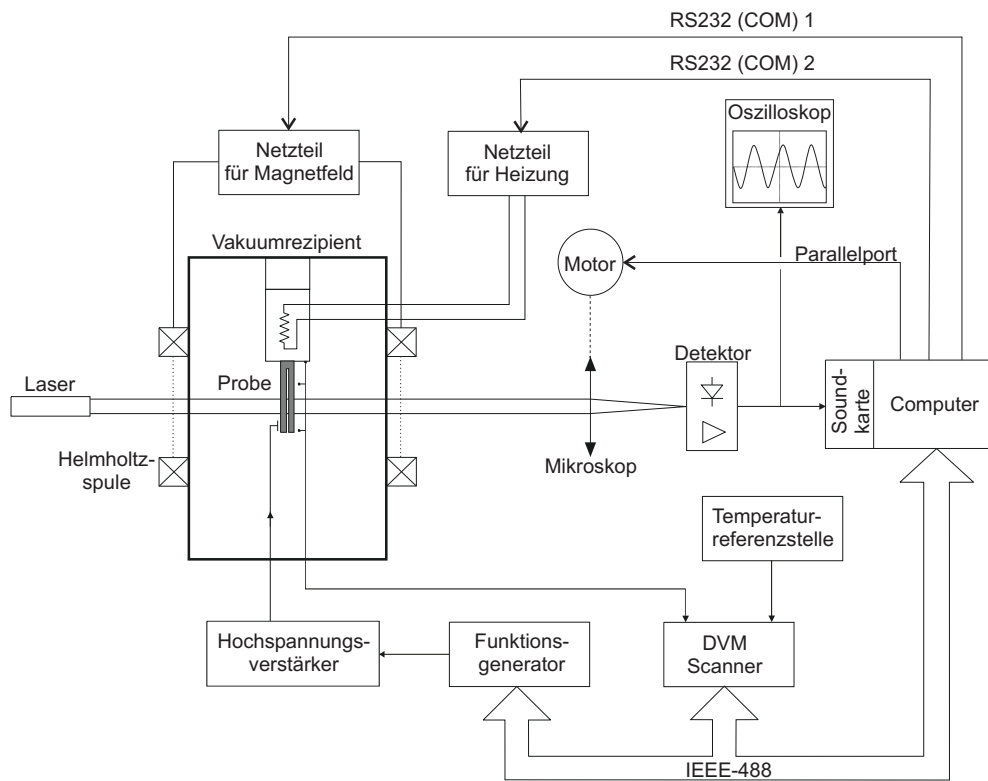 RS232 (COM) 1
RS232 (COM) 2
Oszilloskop
Netzteil
für Magnetfeld
Netzteil
für Heizung
Vakuumrezipient
Motor
Parallelport
Detektor
Laser
Probe
Sound-
karte
Computer
Helmholtz-
spule
Mikroskop
Temperatur-
referenzstelle
Hochspannungs-
verstärker
Funktions-
generator
DVM
Scanner
IEEE-488